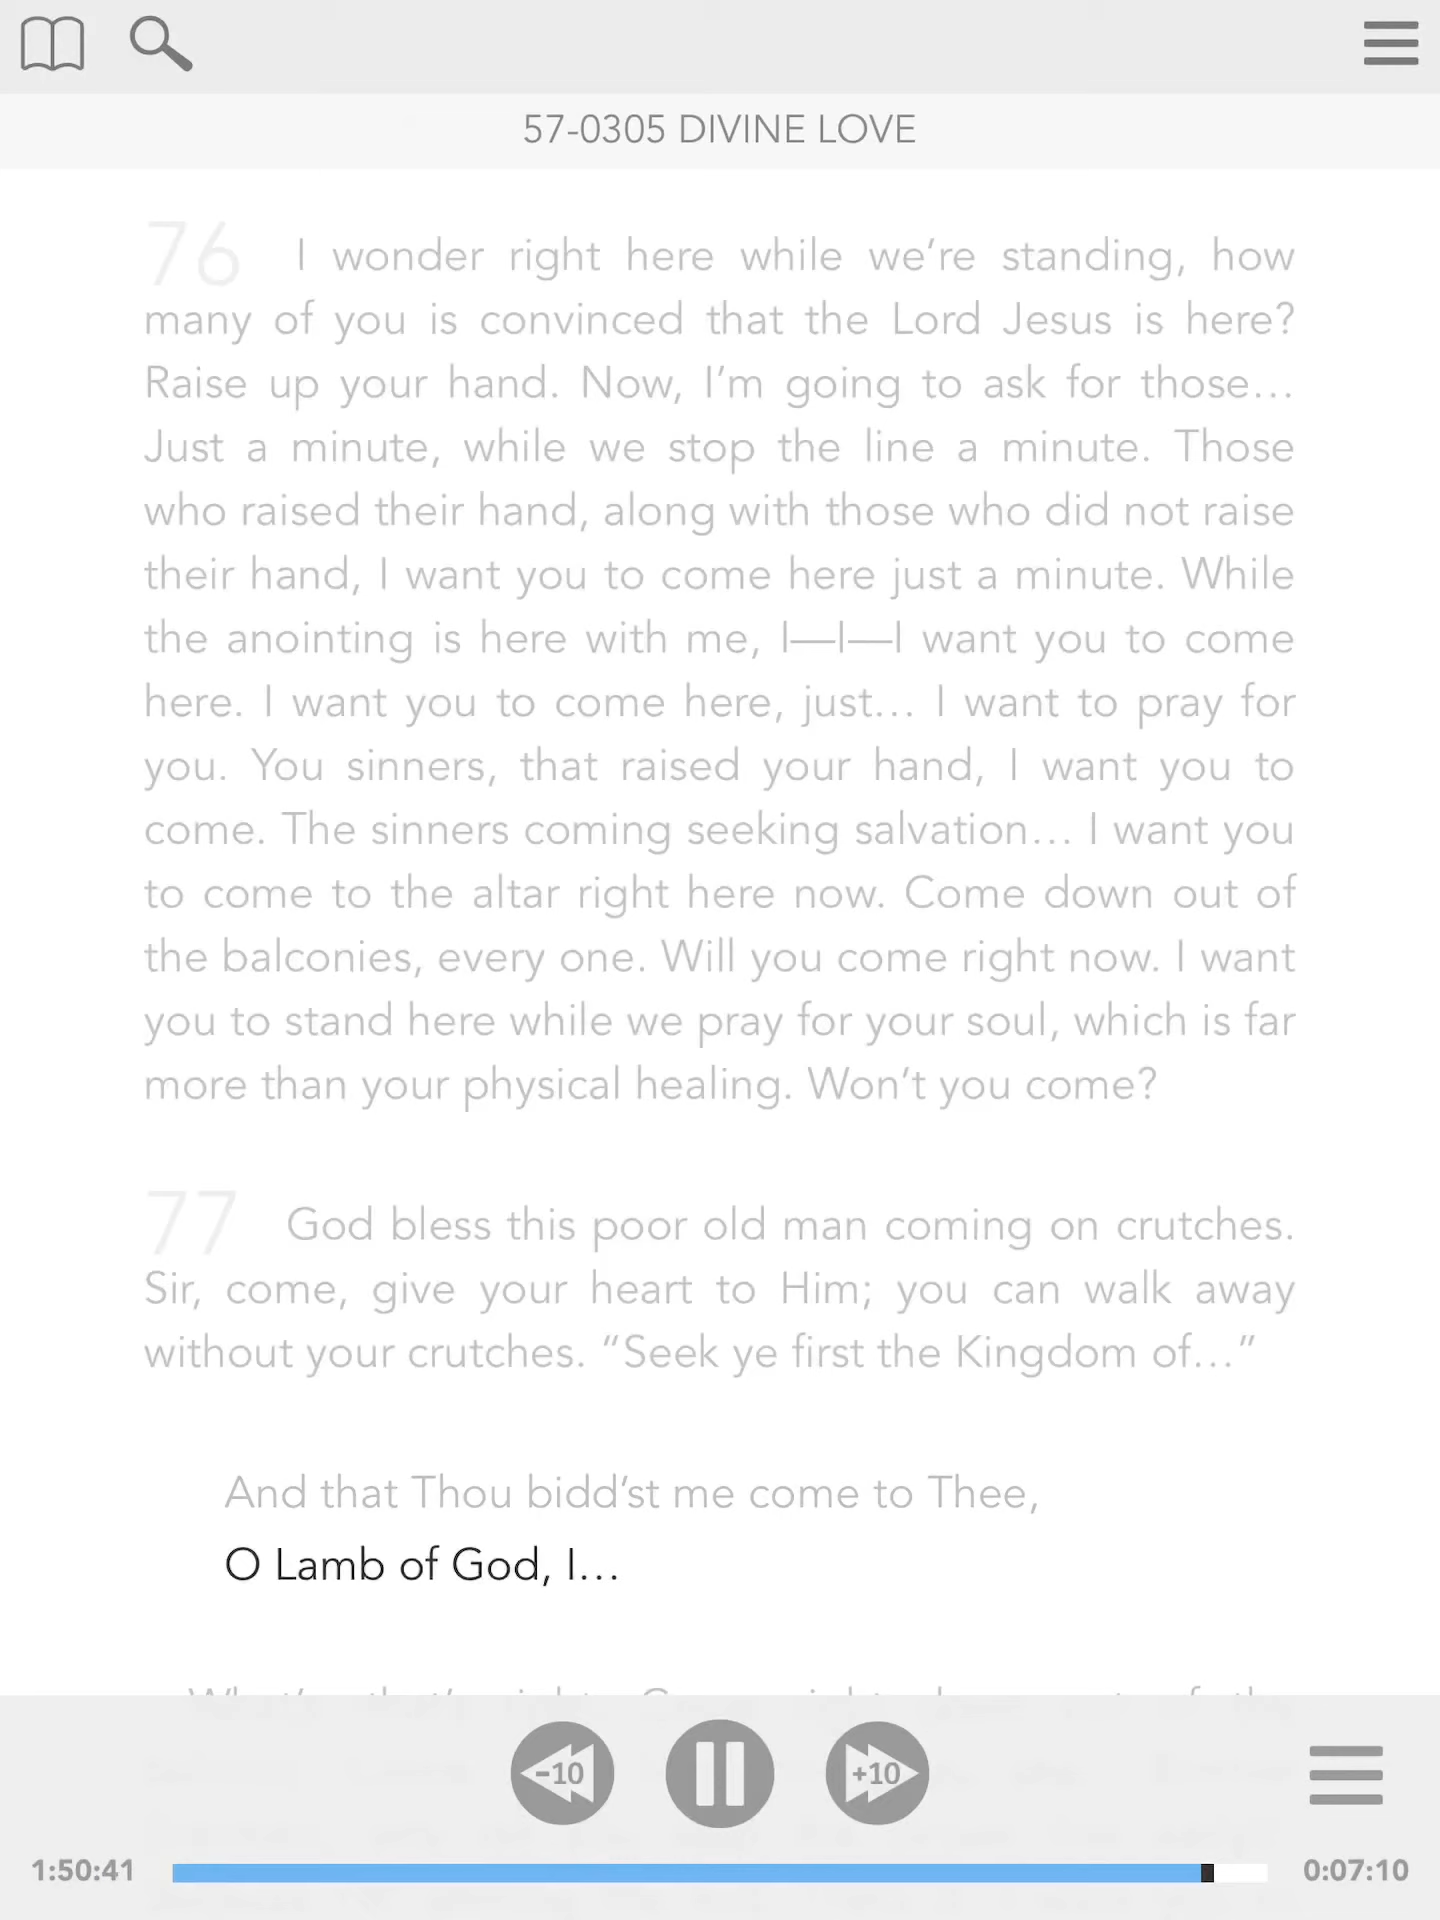 57-0305 DIVINE LOVE
76 I wonder right here while we’re standing, how
many of you is convinced that the Lord Jesus is here?
Raise up your hand. Now, I’m going to ask for those…
Just a minute, while we stop the line a minute. Those
who raised their hand, along with those who did not raise
their hand, I want you to come here just a minute. While
the anointing is here with me, I—I—I want you to come
here. I want you to come here, just… I want to pray for
you. You sinners, that raised your hand, I want you to
come. The sinners coming seeking salvation… I want you
to come to the altar right here now. Come down out of
the balconies, every one. Will you come right now. I want
you to stand here while we pray for your soul, which is far
more than your physical healing. Won’t you come?
77 God bless this poor old man coming on crutches.
Sir, come, give your heart to Him; you can walk away
without your crutches. “Seek ye first the Kingdom of…”
And that Thou bidd’st me come to Thee,
O Lamb of God, I…
-10 +10
1:50:41 0:07:10